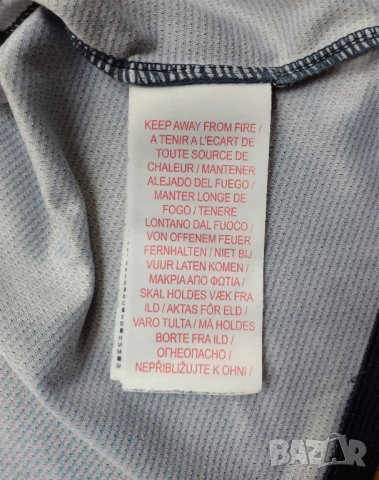 KEEP AWAY FROM FIRE /
A TENIR A L'ECART DE
TOUTE SOURCE DE
CHALEUR / MANTENER
ALEJADO DEL FUEGO /
MANTER LONGE DE
FOGO / TENERE
LONTANO DAL FUOCO /
VON OFFENEM FEUER
FERNHALTEN / NIET BIJ
VUUR LATEN KOMEN /
ΜΑΚΡΙΑ ΑΠΟ ΦΩΤΙΑ /
SKAL HOLDES VÆK FRA
ILD / AKTAS FÖR ELD /
VARO TULTA / MÅ HOLDES
BORTE FRA ILD /
ОГНЕОПАСНО /
NEPŘIBLIŽUJTE K OHNI /
BAZAR